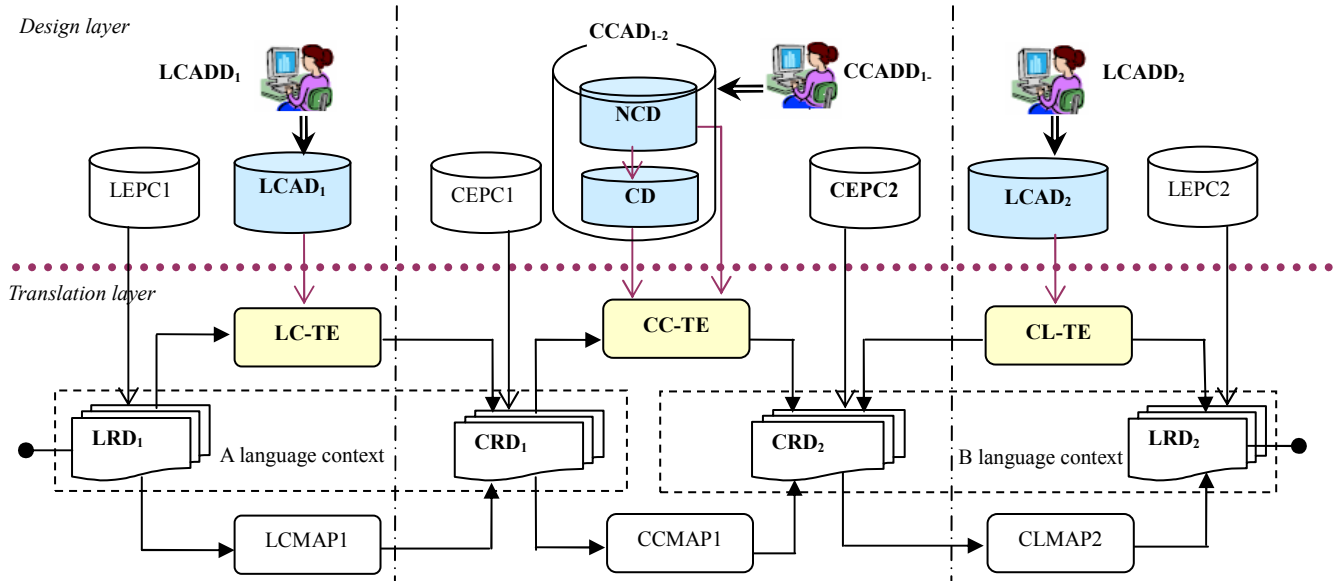 Design layer
LCADD₁
CCAD₁₋₂
CCADD₁₋
LCADD₂
NCD
LEPC1
LCAD₁
CEPC1
CD
CEPC2
LCAD₂
LEPC2
Translation layer
LC-TE
CC-TE
CL-TE
LRD₁
A language context
CRD₁
CRD₂
B language context
LRD₂
LCMAP1
CCMAP1
CLMAP2